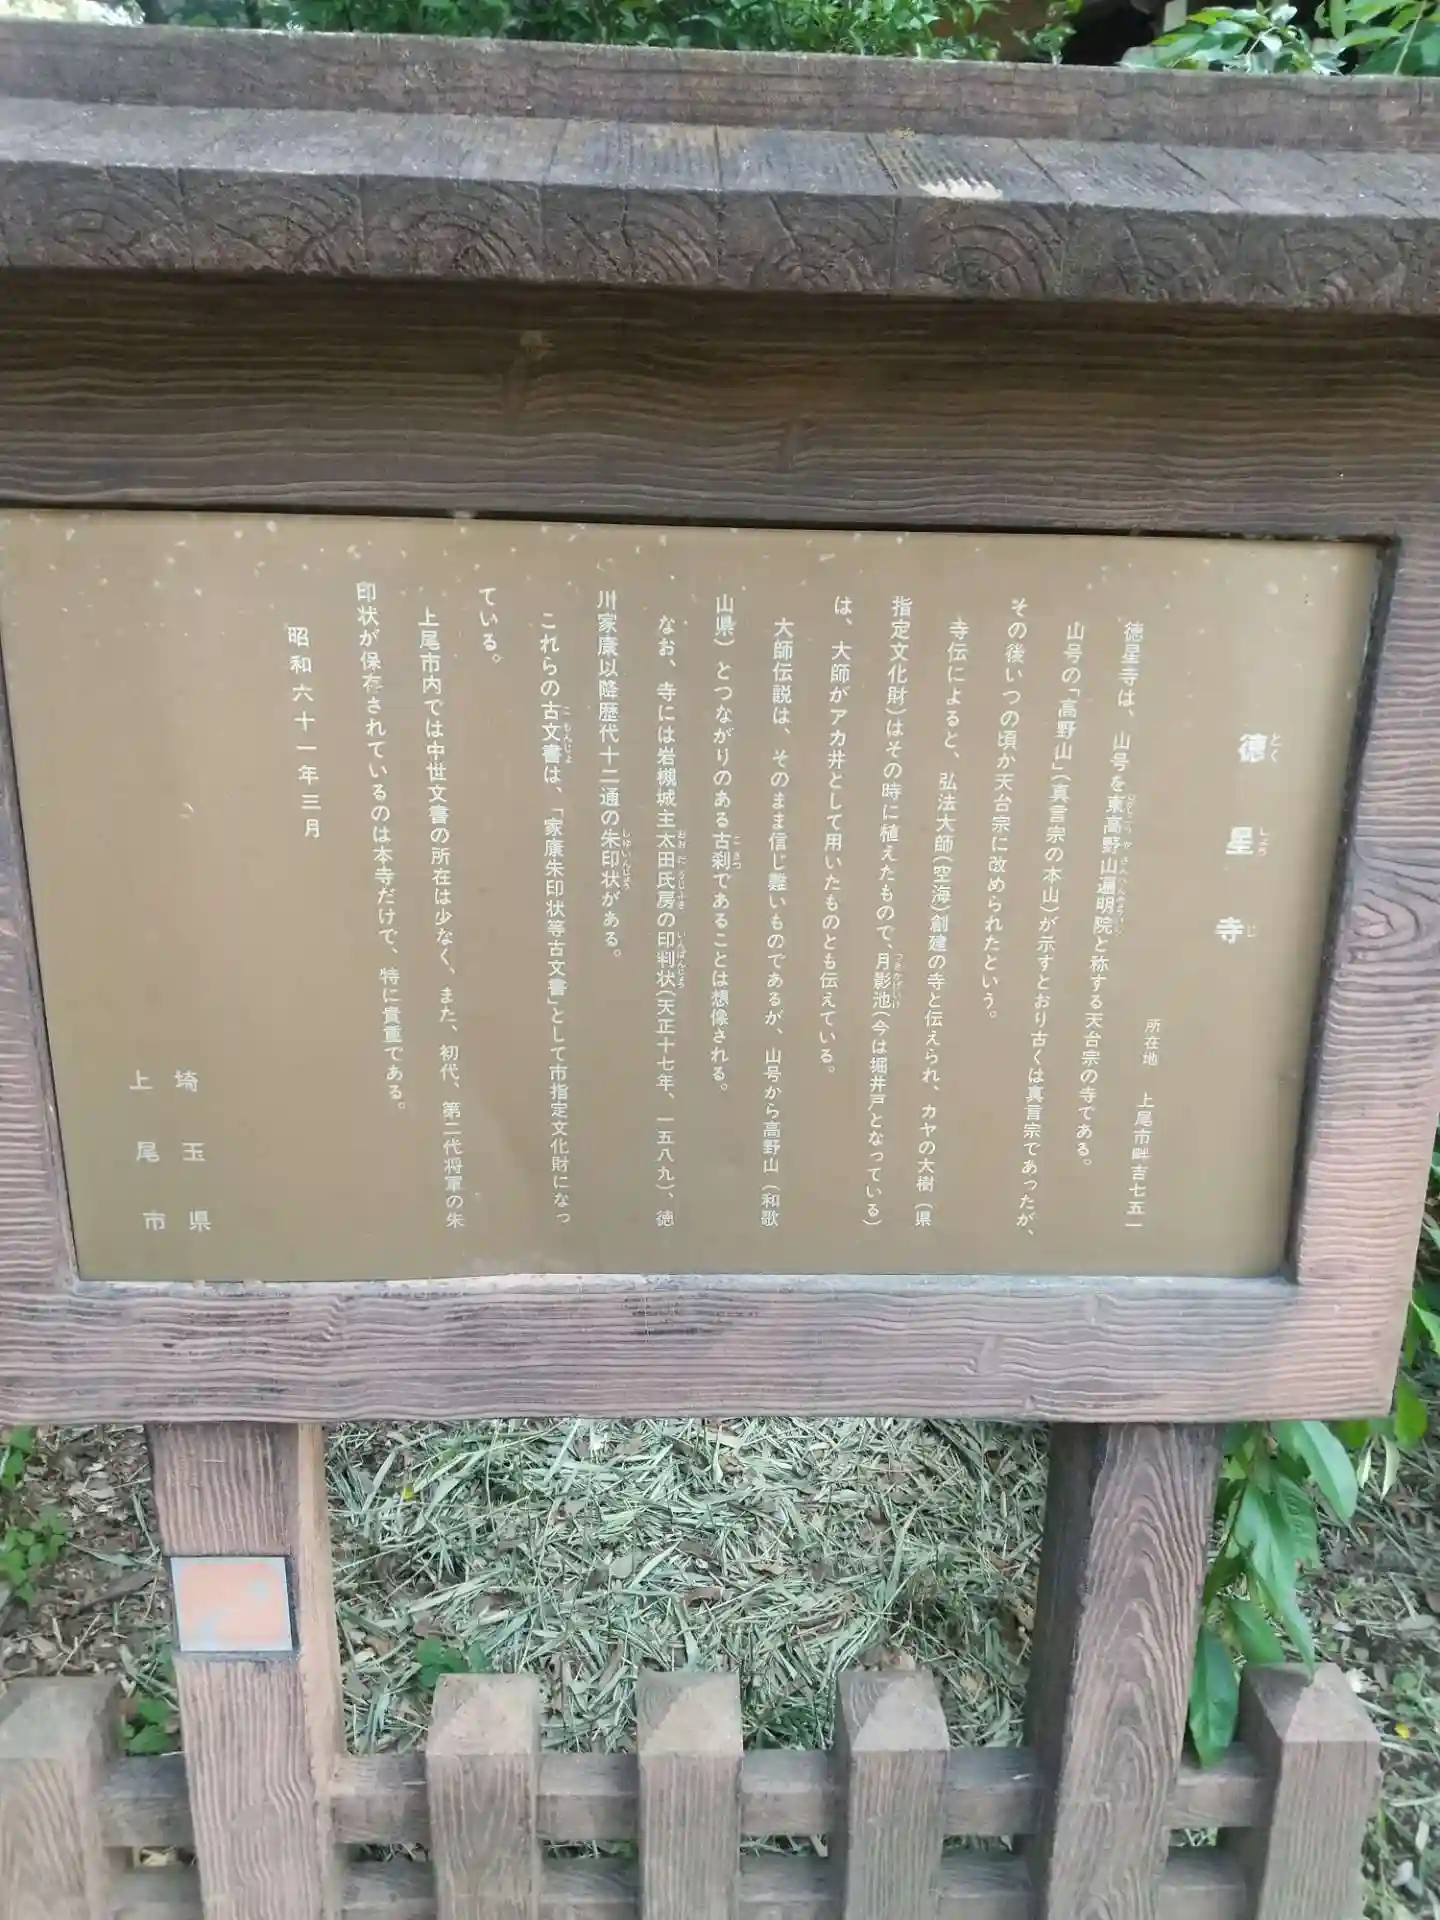 徳星寺
とくしょうじ
所在地　上尾市畔吉七五一
徳星寺は、山号を東高野山遍明院と称する天台宗の寺である。
山号の「高野山」(真言宗の本山)が示すとおり古くは真言宗であったが、
その後いつの頃か天台宗に改められたという。
寺伝によると、弘法大師(空海)創建の寺と伝えられ、カヤの大樹(県
指定文化財)はその時に植えたもので、月影池(今は堀井戸となっている)
は、大師がアカ井として用いたものとも伝えている。
大師伝説は、そのまま信じ難いものであるが、山号から高野山(和歌
山県)とつながりのある古刹であることは想像される。
なお、寺には岩槻城主太田氏房の印判状(天正十七年、一五八九)、徳
川家康以降歴代十二通の朱印状がある。
これらの古文書は、「家康朱印状等古文書」として市指定文化財になっ
ている。
上尾市内では中世文書の所在は少なく、また、初代、第二代将軍の朱
印状が保存されているのは本寺だけで、特に貴重である。
昭和六十一年三月
埼玉県
上尾市